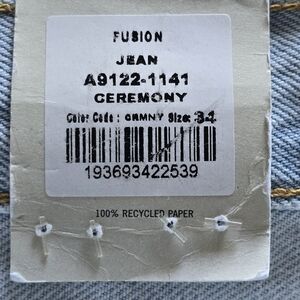 FUSION
JEAN
A9122-1141
CEREMONY
Color Code : CRMNY Size: 34
193693422539
100% RECYCLED PAPER